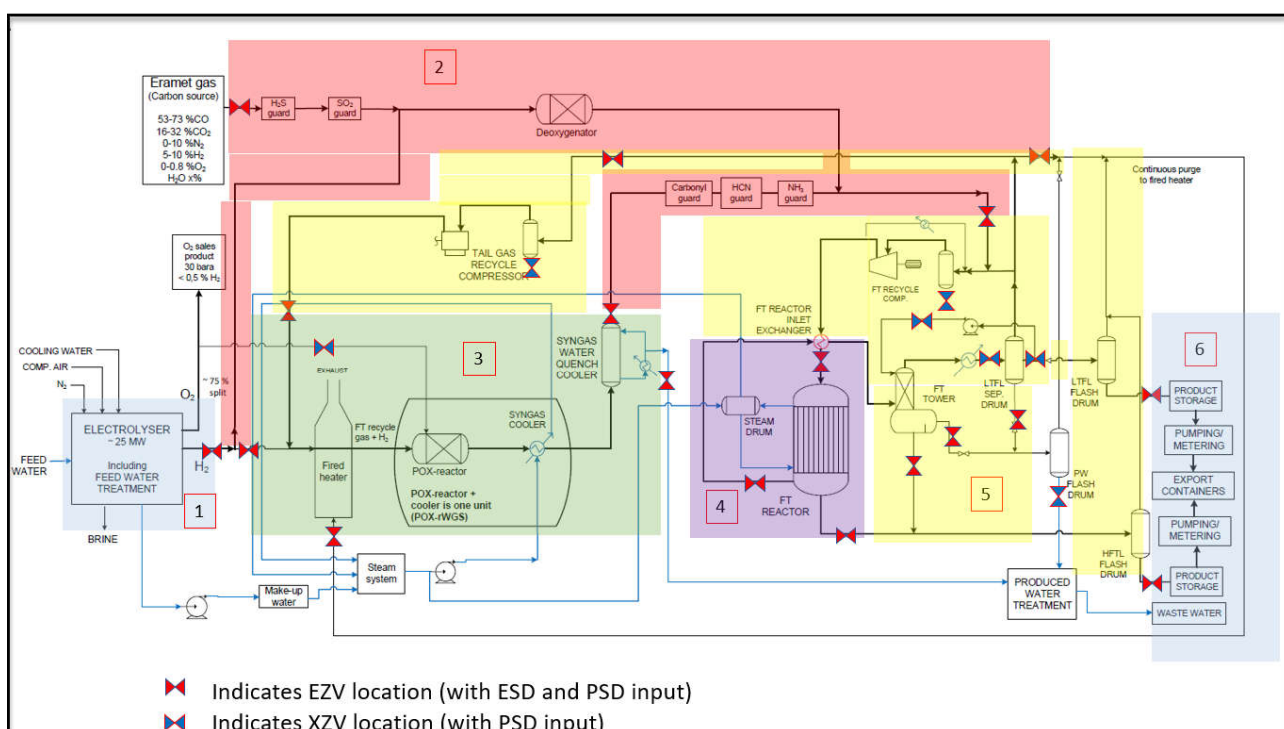 2
Eramet gas
(Carbon source)
53-73 %CO
16-32 %CO₂
0-10 %N₂
5-10 %H₂
0-0.8 %O₂
H₂O x%
H₂S
guard
SO₂
guard
Deoxygenator
Continuous purge
to fired heater
Carbonyl
guard
HCN
guard
NH₃
guard
O₂ sales
product
30 bara
< 0,5 % H₂
TAIL GAS
RECYCLE
COMPRESSOR
FT RECYCLE
COMP.
FT REACTOR
INLET
EXCHANGER
3
SYNGAS
WATER
QUENCH
COOLER
6
COOLING WATER
COMP. AIR
N₂
O₂
~ 75 %
split
EXHAUST
FT recycle
gas + H₂
SYNGAS
COOLER
Fired
heater
POX-reactor
POX-reactor +
cooler is one unit
(POX-rWGS)
ELECTROLYSER
~ 25 MW
Including
FEED WATER
TREATMENT
FEED
WATER
H₂
1
BRINE
STEAM
DRUM
4
FT
REACTOR
FT
TOWER
LTFL
SEP.
DRUM
LTFL
FLASH
DRUM
5
PW
FLASH
DRUM
HFTL
FLASH
DRUM
PRODUCT
STORAGE
PUMPING/
METERING
EXPORT
CONTAINERS
PUMPING/
METERING
PRODUCT
STORAGE
WASTE WATER
Steam
system
Make-up
water
PRODUCED
WATER
TREATMENT
Indicates EZV location (with ESD and PSD input)
Indicates XZV location (with PSD input)